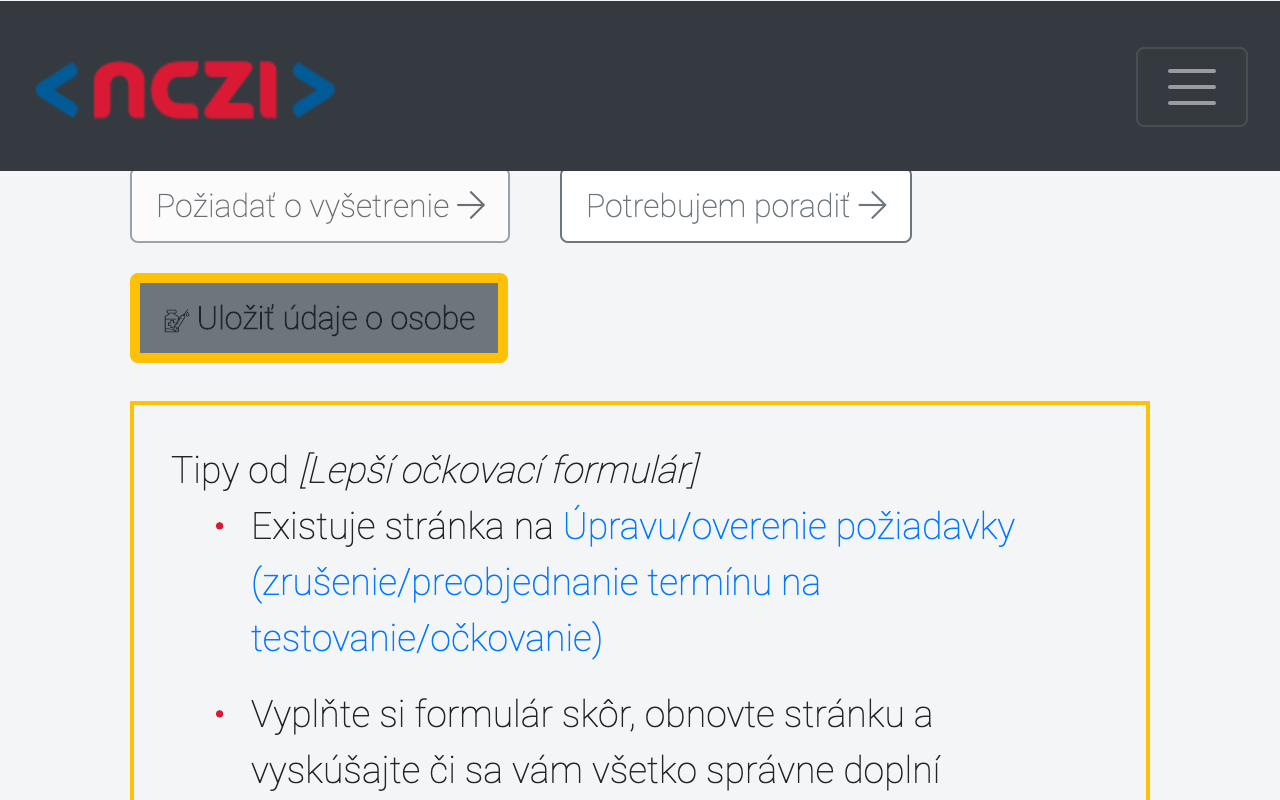 <nczi>
Požiadať o vyšetrenie →
Potrebujem poradiť →
Uložiť údaje o osobe
Tipy od [Lepší očkovací formulár]
• Existuje stránka na Úpravu/overenie požiadavky
(zrušenie/preobjednanie termínu na
testovanie/očkovanie)
• Vyplňte si formulár skôr, obnovte stránku a
vyskúšajte či sa vám všetko správne doplní